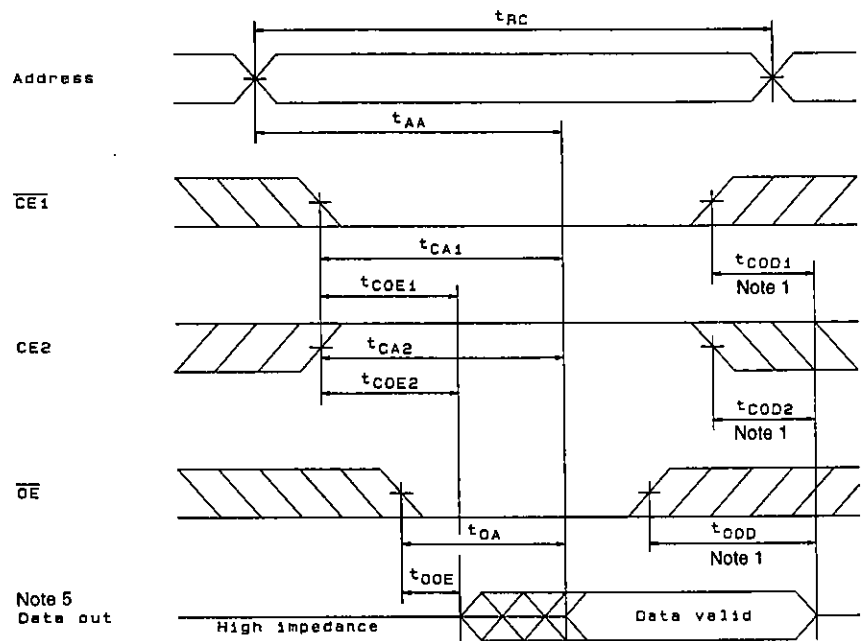 tRC
Address
tAA
CE1
tCA1
tCOD1
Note 1
tCOE1
CE2
tCA2
tCOE2
tCOD2
Note 1
OE
tOA
tOOD
Note 1
tOOE
Note 5
Data out
High impedance
Data valid